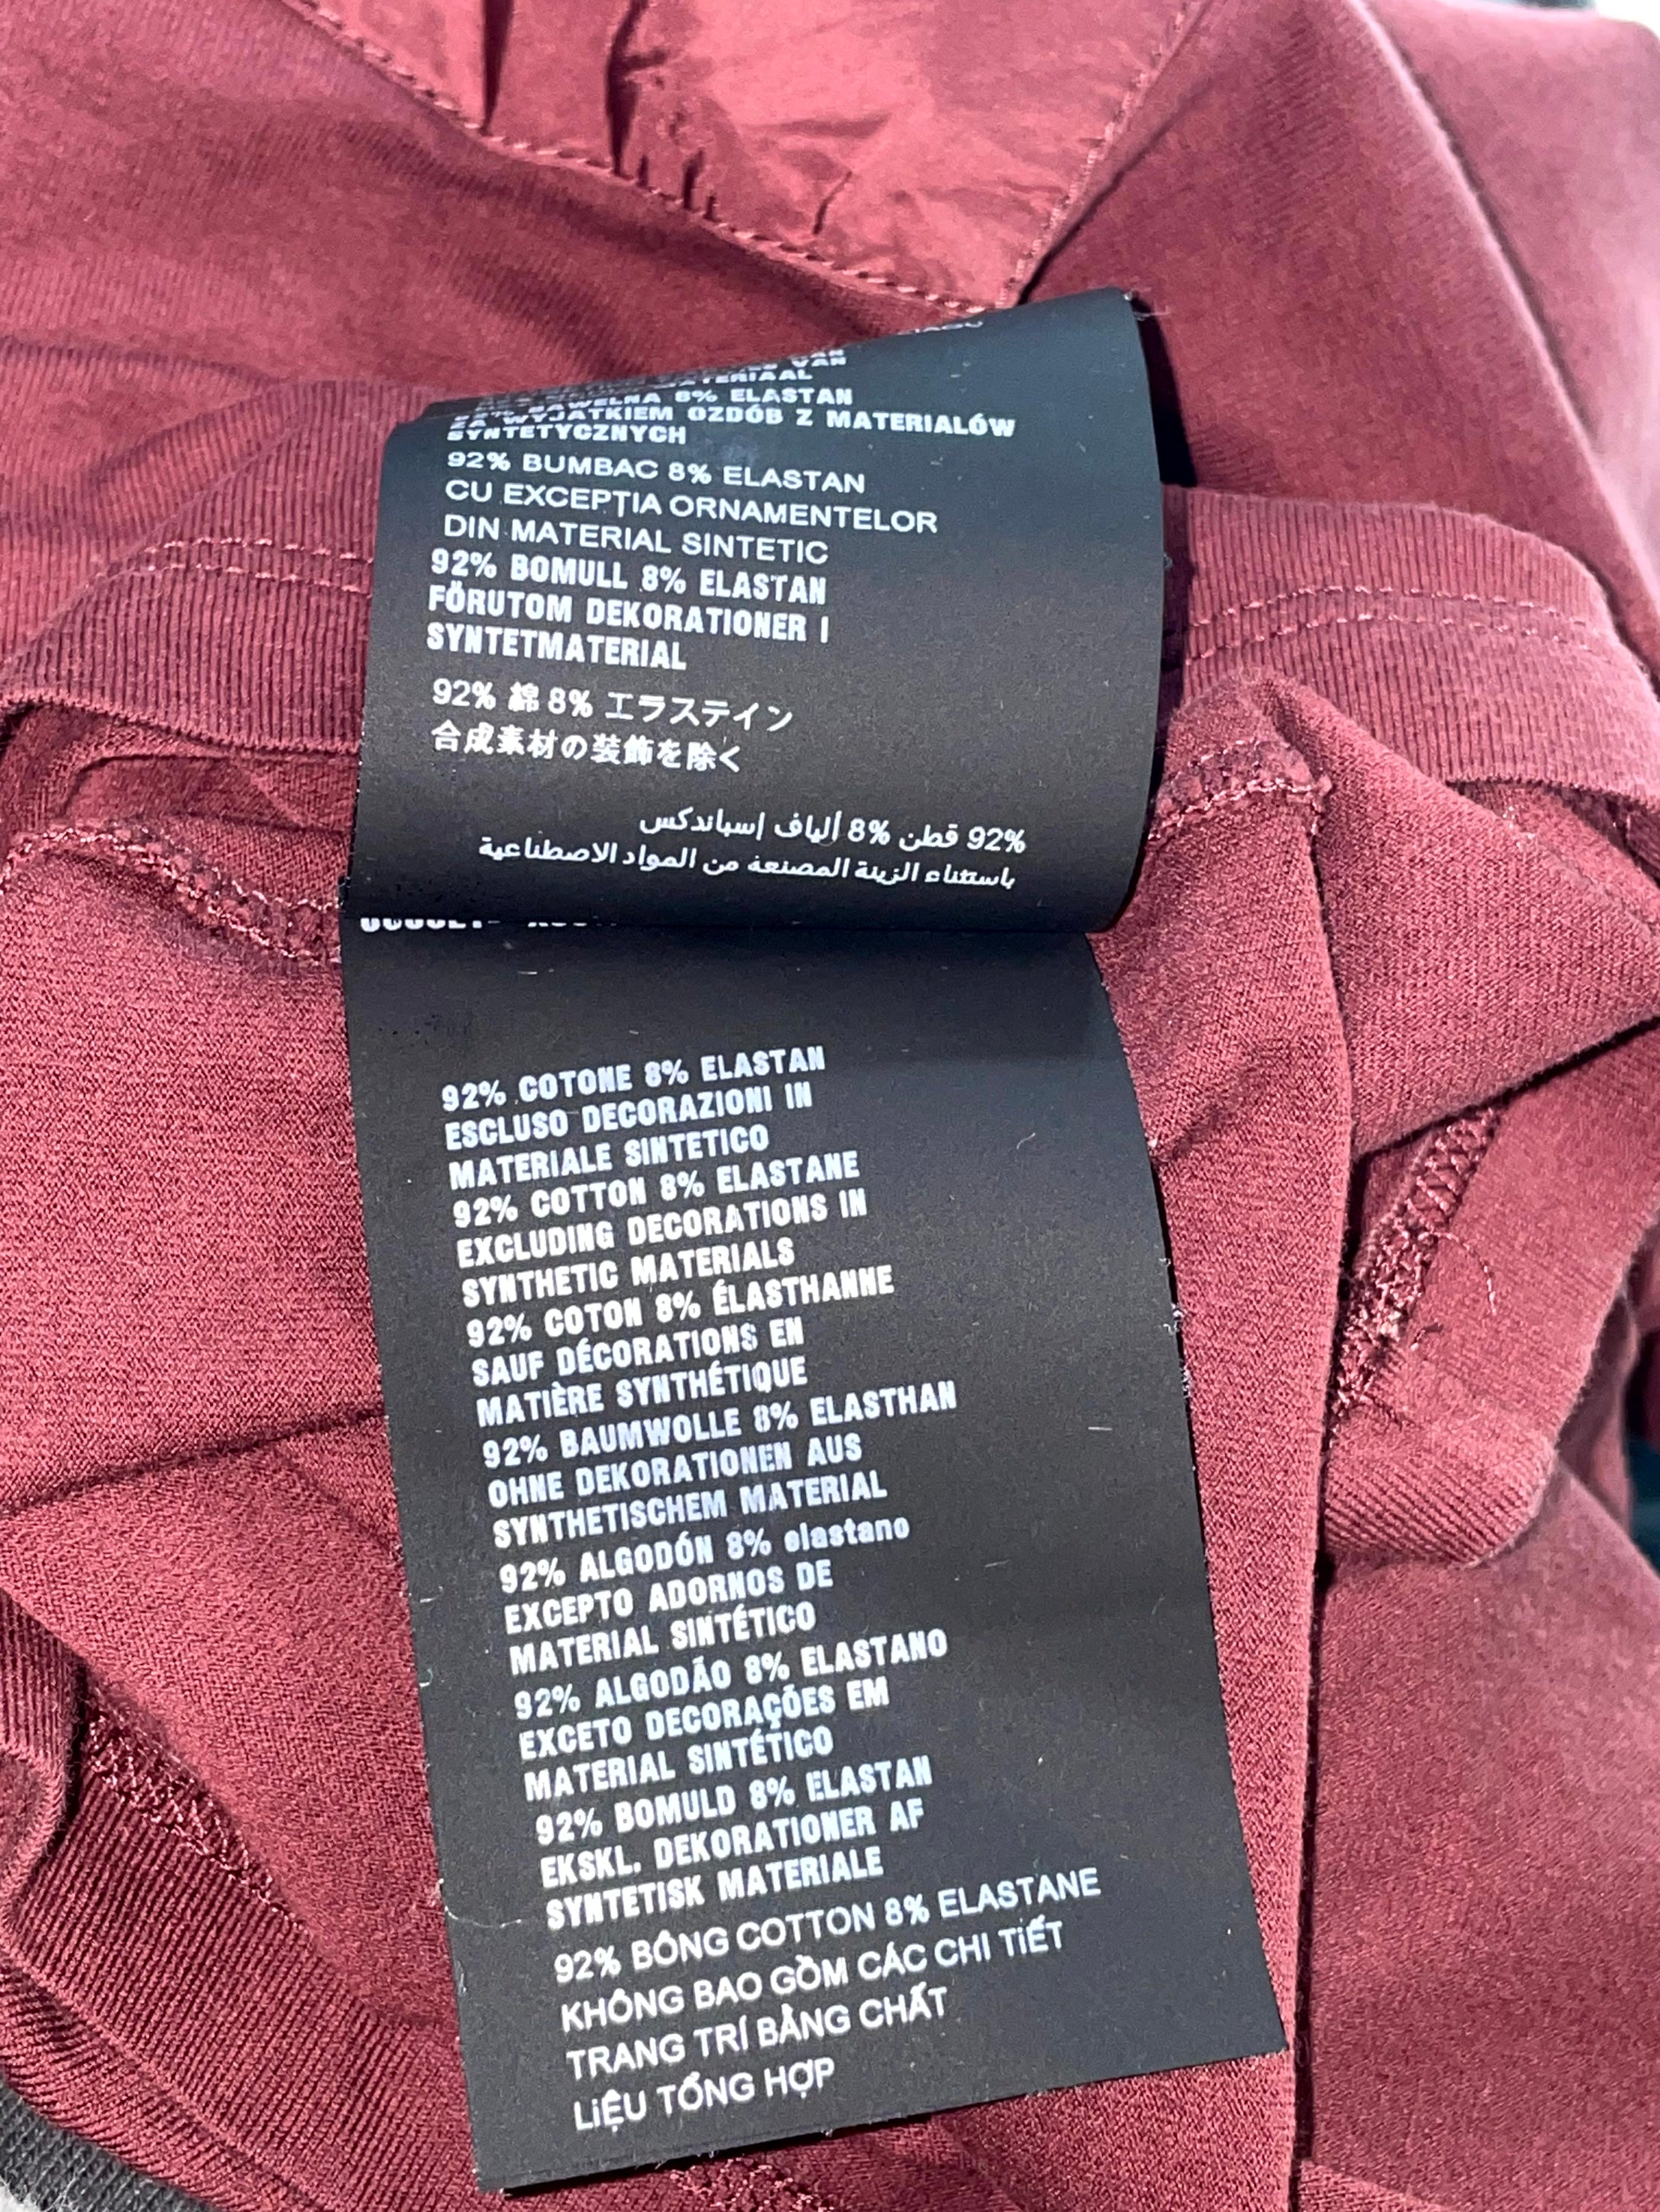 MATERIAAL
8% ELASTAN
ZA WYJĄTKIEM OZDÓB Z MATERIALÓW
SYNTETYCZNYCH
92% BUMBAC 8% ELASTAN
CU EXCEPȚIA ORNAMENTELOR
DIN MATERIAL SINTETIC
92% BOMULL 8% ELASTAN
FÖRUTOM DEKORATIONER I
SYNTETMATERIAL
92% 綿 8% エラステイン
合成素材の装飾を除く
92% قطن 8% ألياف إسباندكس
باستثناء الزينة المصنعة من المواد الاصطناعية
92% COTONE 8% ELASTAN
ESCLUSO DECORAZIONI IN
MATERIALE SINTETICO
92% COTTON 8% ELASTANE
EXCLUDING DECORATIONS IN
SYNTHETIC MATERIALS
92% COTON 8% ÉLASTHANNE
SAUF DÉCORATIONS EN
MATIÈRE SYNTHÉTIQUE
92% BAUMWOLLE 8% ELASTHAN
OHNE DEKORATIONEN AUS
SYNTHETISCHEM MATERIAL
92% ALGODÓN 8% elastano
EXCEPTO ADORNOS DE
MATERIAL SINTÉTICO
92% ALGODÃO 8% ELASTANO
EXCETO DECORAÇÕES EM
MATERIAL SINTÉTICO
92% BOMULD 8% ELASTAN
EKSKL. DEKORATIONER AF
SYNTETISK MATERIALE
92% BÔNG COTTON 8% ELASTANE
KHÔNG BAO GỒM CÁC CHI TIẾT
TRANG TRÍ BẰNG CHẤT
LIỆU TỔNG HỢP